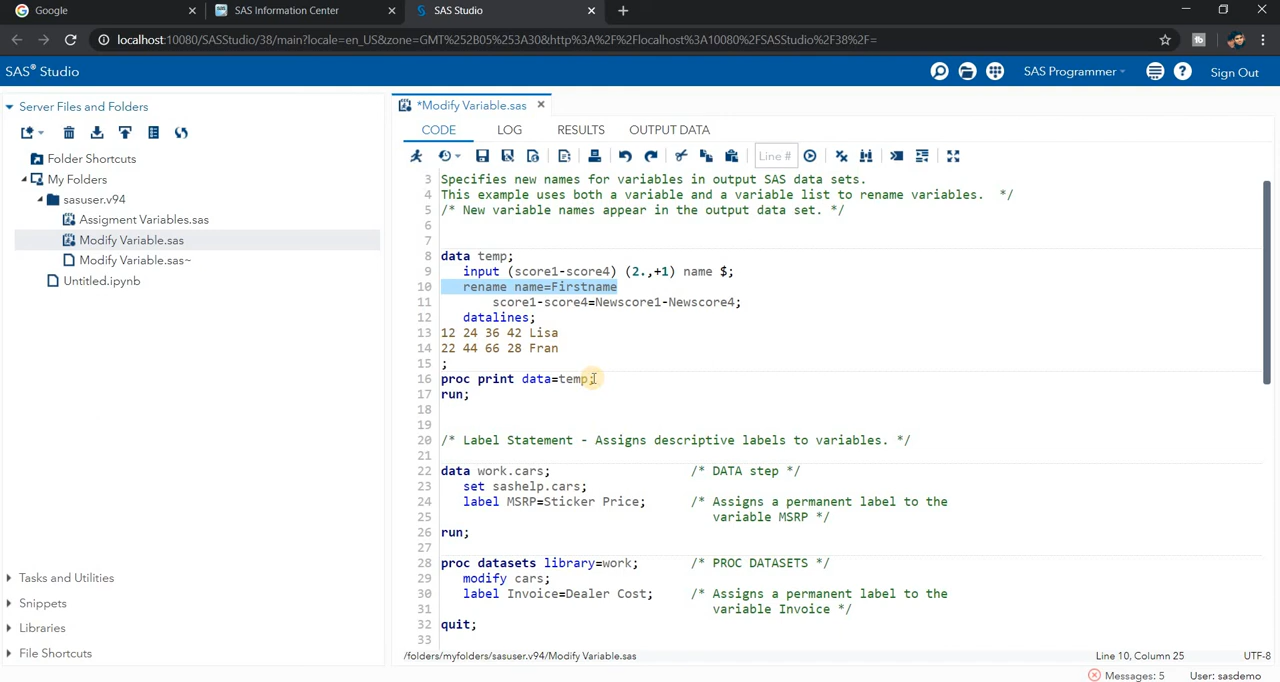 Google
SAS Information Center
SAS Studio
localhost:10080/SASStudio/38/main?locale=en_US&zone=GMT%252B05%253A30&http%3A%2F%2Flocalhost%3A10080%2FSASStudio%2F38%2F=
SAS® Studio
SAS Programmer
Sign Out
Server Files and Folders
Folder Shortcuts
My Folders
sasuser.v94
Assigment Variables.sas
Modify Variable.sas
Modify Variable.sas~
Untitled.ipynb
Tasks and Utilities
Snippets
Libraries
File Shortcuts
*Modify Variable.sas
CODE LOG RESULTS OUTPUT DATA
Line #
3 Specifies new names for variables in output SAS data sets.
4 This example uses both a variable and a variable list to rename variables. */
5 /* New variable names appear in the output data set. */
6
7
8 data temp;
9 input (score1-score4) (2.,+1) name $;
10 rename name=Firstname
11 score1-score4=Newscore1-Newscore4;
12 datalines;
13 12 24 36 42 Lisa
14 22 44 66 28 Fran
15 ;
16 proc print data=temp;
17 run;
18
19
20 /* Label Statement - Assigns descriptive labels to variables. */
21
22 data work.cars; /* DATA step */
23 set sashelp.cars;
24 label MSRP=Sticker Price; /* Assigns a permanent label to the
25 variable MSRP */
26 run;
27
28 proc datasets library=work; /* PROC DATASETS */
29 modify cars;
30 label Invoice=Dealer Cost; /* Assigns a permanent label to the
31 variable Invoice */
32 quit;
33
/folders/myfolders/sasuser.v94/Modify Variable.sas
Line 10, Column 25
UTF-8
Messages: 5
User: sasdemo